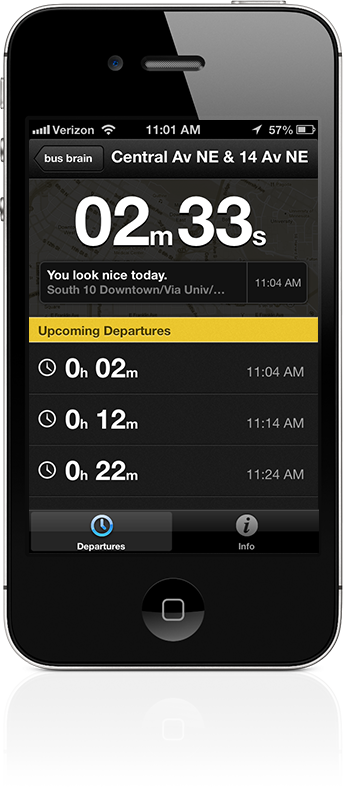 Verizon 11:01 AM 57%
bus brain Central Av NE & 14 Av NE
02m 33s
You look nice today.
South 10 Downtown/Via Univ/... 11:04 AM
Upcoming Departures
0h 02m 11:04 AM
0h 12m 11:14 AM
0h 22m 11:24 AM
Departures Info